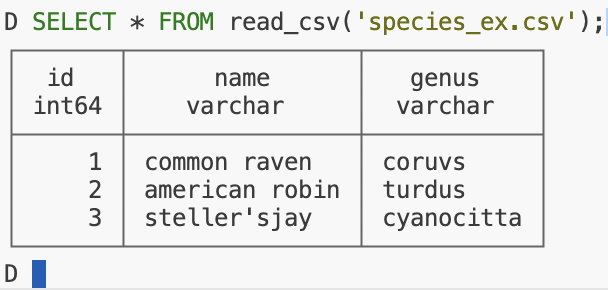 D SELECT * FROM read_csv('species_ex.csv');
id name genus
int64 varchar varchar
1 common raven coruvs
2 american robin turdus
3 steller'sjay cyanocitta
D